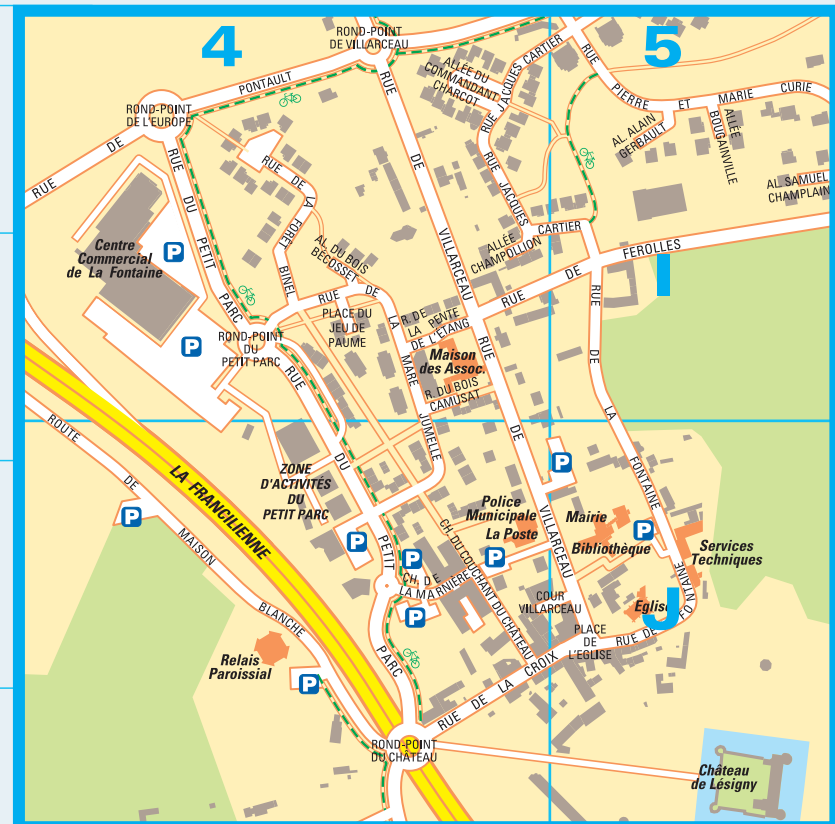 4
5
I
J
ROND-POINT
DE VILLARCEAU
ROND-POINT
DE L'EUROPE
RUE DE PONTAULT
RUE DU PETIT PARC
RUE DE LA FORET BINEL
AL. DU BOIS
BÉCOSSET
Centre
Commercial
de La Fontaine
P
P
ROND-POINT
DU
PETIT PARC
RUE DE LA MARE JUMELLE
PLACE DU
JEU DE
PAUME
R. DE
LA PENTE
DE L'ÉTANG
Maison
des Assoc.
R. DU BOIS
CAMUSAT
RUE DE VILLARCEAU
ALLÉE DU
COMMANDANT
CHARCOT
RUE JACQUES CARTIER
RUE JACQUES CARTIER
ALLÉE
CHAMPOLLION
RUE PIERRE ET MARIE CURIE
AL. ALAIN
GERBAULT
ALLÉE
BOUGAINVILLE
AL. SAMUEL
CHAMPLAIN
RUE DE FEROLLES
RUE DE LA FONTAINE
RUE DE VILLARCEAU
ROUTE DE MAISON BLANCHE
LA FRANCILIENNE
ZONE
D'ACTIVITÉS
DU
PETIT PARC
RUE DU PETIT PARC
P
P
P
P
P
P
P
P
CH. DE
LA MARNIÈRE
CH. DU COUCHANT DU CHÂTEAU
Police
Municipale
La Poste
Mairie
Bibliothèque
Services
Techniques
COUR
VILLARCEAU
Eglise
PLACE
DE
L'EGLISE
RUE DE FONTAINE
RUE DE LA CROIX
Relais
Paroissial
ROND-POINT
DU CHÂTEAU
Château
de Lésigny